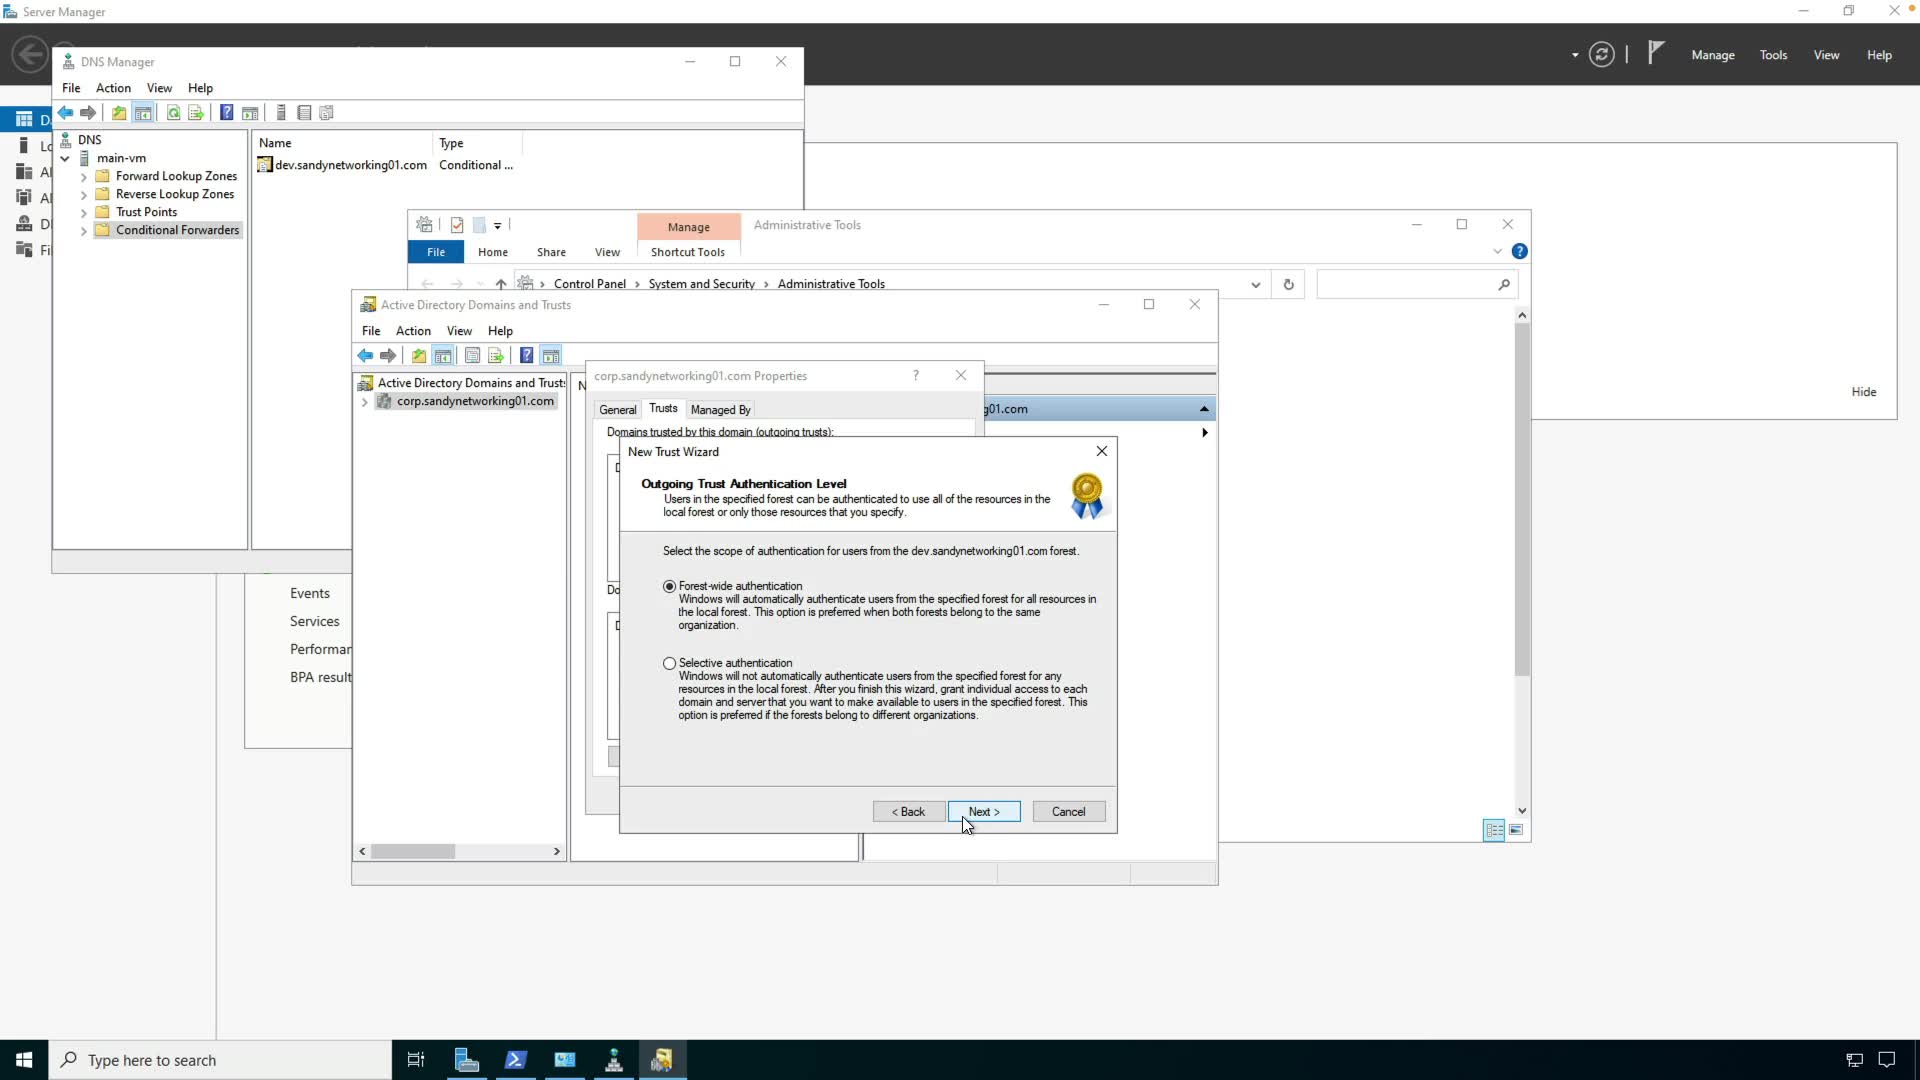 Server Manager
Manage
Tools
View
Help
DNS Manager
File
Action
View
Help
DNS
main-vm
Forward Lookup Zones
Reverse Lookup Zones
Trust Points
Conditional Forwarders
Name
Type
dev.sandynetworking01.com
Conditional ...
Manage
Administrative Tools
File
Home
Share
View
Shortcut Tools
Control Panel
System and Security
Administrative Tools
Active Directory Domains and Trusts
File
Action
View
Help
Active Directory Domains and Trusts
corp.sandynetworking01.com
corp.sandynetworking01.com Properties
General
Trusts
Managed By
Domains trusted by this domain (outgoing trusts):
g01.com
Hide
New Trust Wizard
Outgoing Trust Authentication Level
Users in the specified forest can be authenticated to use all of the resources in the
local forest or only those resources that you specify.
Select the scope of authentication for users from the dev.sandynetworking01.com forest.
Forest-wide authentication
Windows will automatically authenticate users from the specified forest for all resources in
the local forest. This option is preferred when both forests belong to the same
organization.
Selective authentication
Windows will not automatically authenticate users from the specified forest for any
resources in the local forest. After you finish this wizard, grant individual access to each
domain and server that you want to make available to users in the specified forest. This
option is preferred if the forests belong to different organizations.
< Back
Next >
Cancel
Events
Services
Performan
BPA result
Type here to search